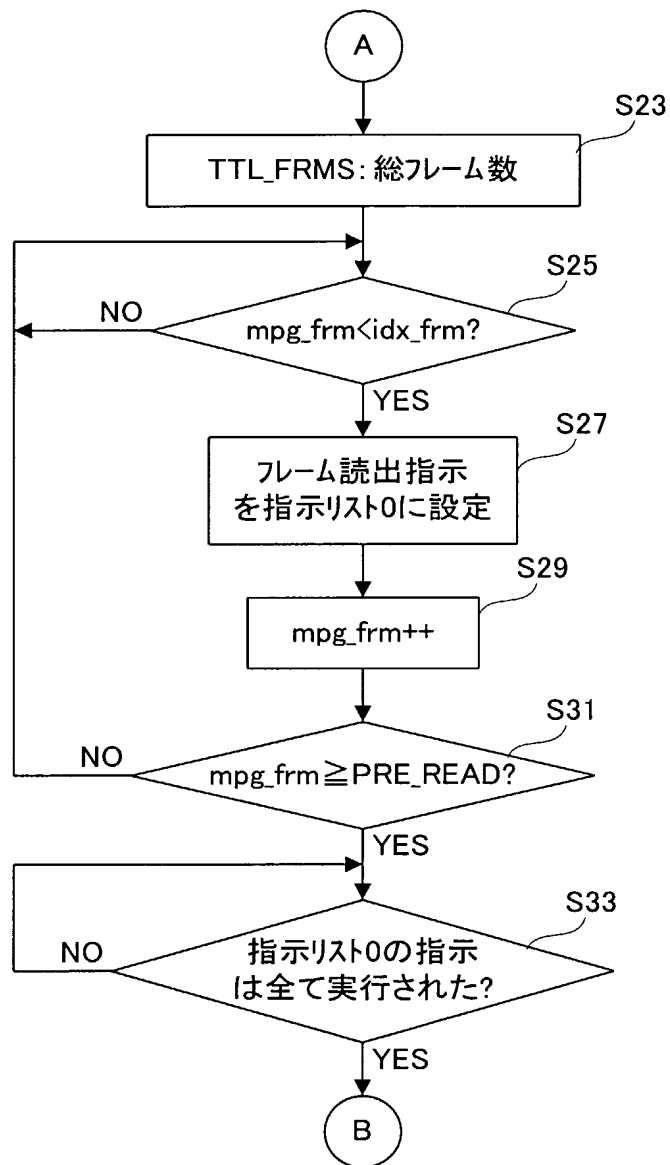 A
S23
TTL_FRMS: 総フレーム数
S25
NO
mpg_frm<idx_frm?
YES
S27
フレーム読出指示
を指示リスト0に設定
S29
mpg_frm++
S31
NO
mpg_frm≧PRE_READ?
YES
S33
NO
指示リスト0の指示
は全て実行された?
YES
B